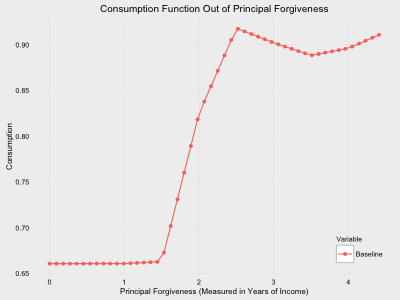 Consumption Function Out of Principal Forgiveness
Consumption
0.90
0.85
0.80
0.75
0.70
0.65
0 1 2 3 4
Principal Forgiveness (Measured in Years of Income)
Variable
Baseline